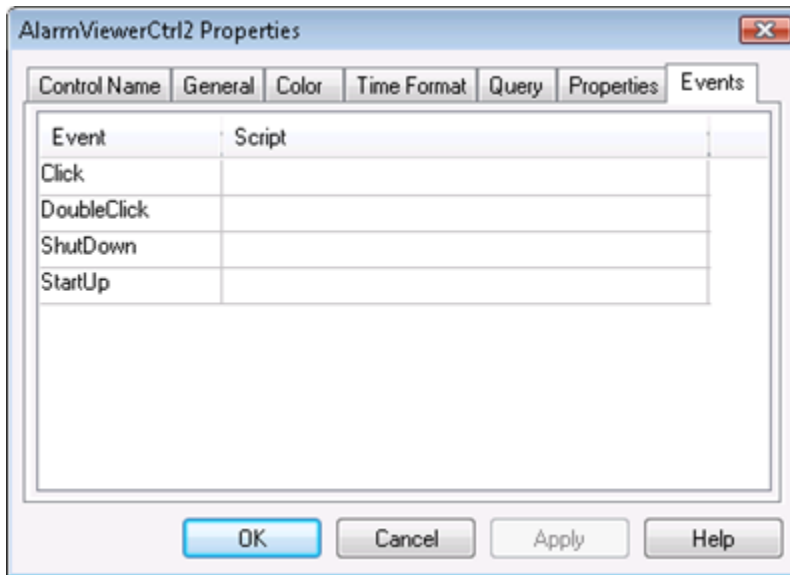 AlarmViewerCtrl2 Properties
Control Name General Color Time Format Query Properties Events
Event Script
Click
DoubleClick
ShutDown
StartUp
OK Cancel Apply Help